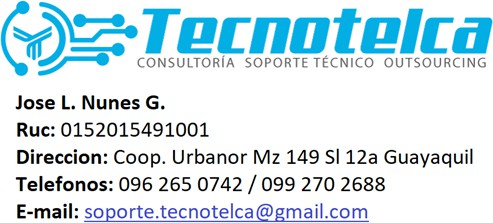 Tecnotelca
CONSULTORÍA SOPORTE TÉCNICO OUTSOURCING
Jose L. Nunes G.
Ruc: 0152015491001
Direccion: Coop. Urbanor Mz 149 Sl 12a Guayaquil
Telefonos: 096 265 0742 / 099 270 2688
E-mail: soporte.tecnotelca@gmail.com